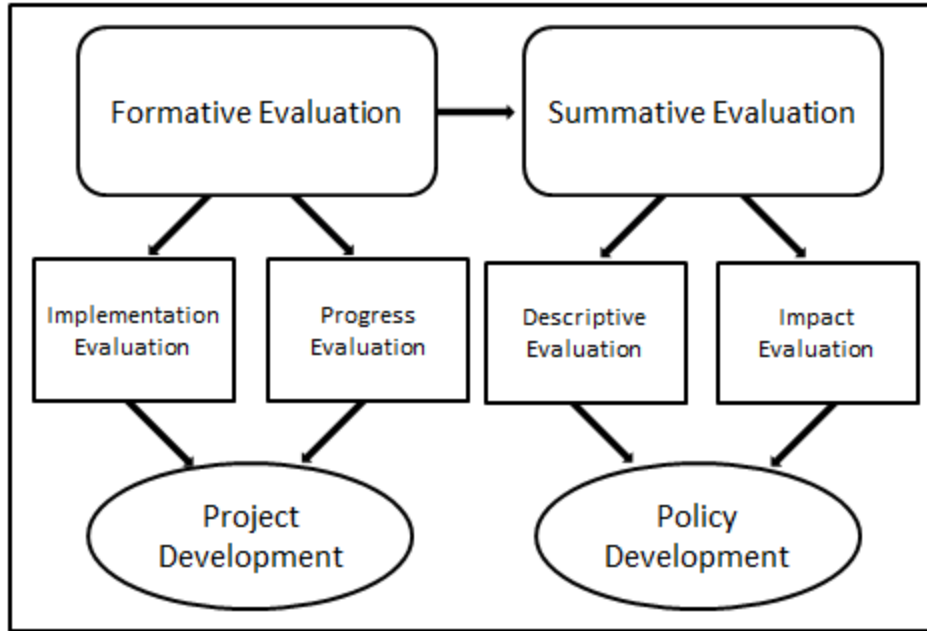 Formative Evaluation
Summative Evaluation
Implementation
Evaluation
Progress
Evaluation
Descriptive
Evaluation
Impact
Evaluation
Project
Development
Policy
Development